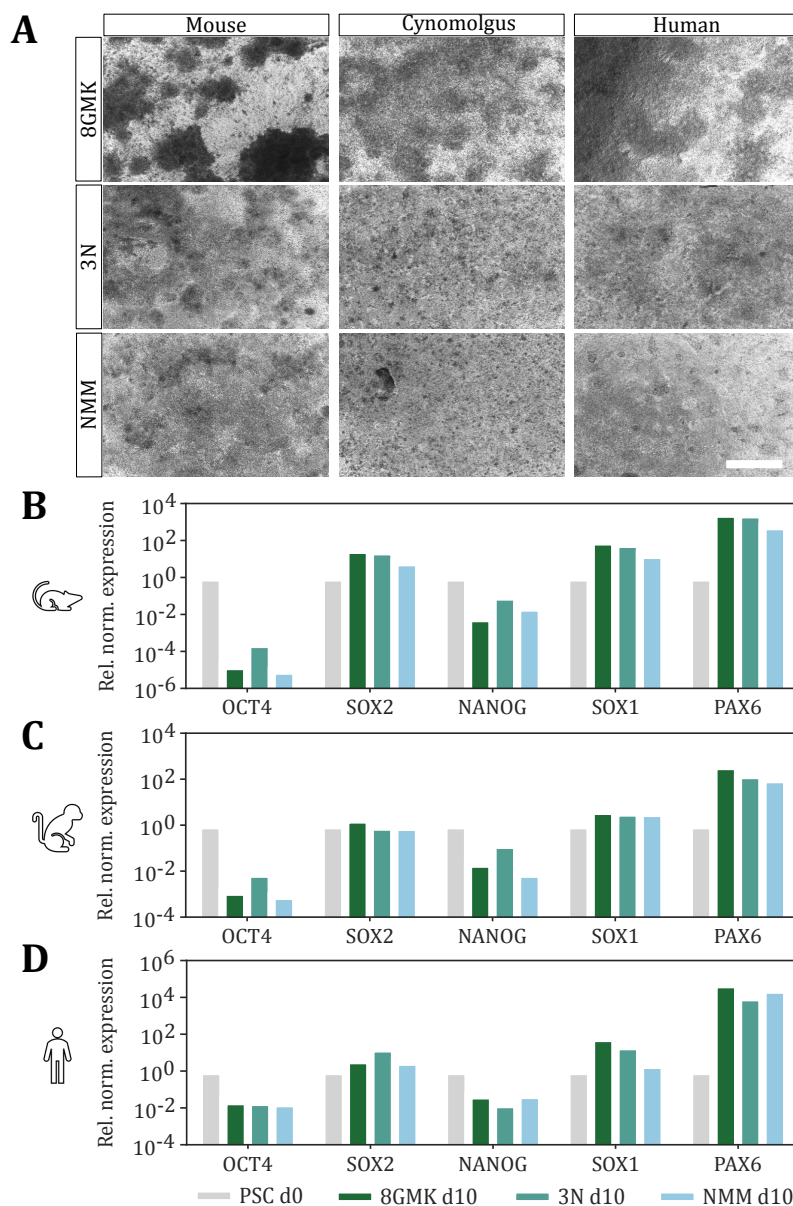 A
Mouse
Cynomolgus
Human
8GMK
3N
NMM
B
Rel. norm. expression
10^4
10^2
10^0
10^-2
10^-4
10^-6
OCT4 SOX2 NANOG SOX1 PAX6
C
Rel. norm. expression
10^4
10^2
10^0
10^-2
10^-4
OCT4 SOX2 NANOG SOX1 PAX6
D
Rel. norm. expression
10^6
10^4
10^2
10^0
10^-2
10^-4
OCT4 SOX2 NANOG SOX1 PAX6
PSC d0 8GMK d10 3N d10 NMM d10